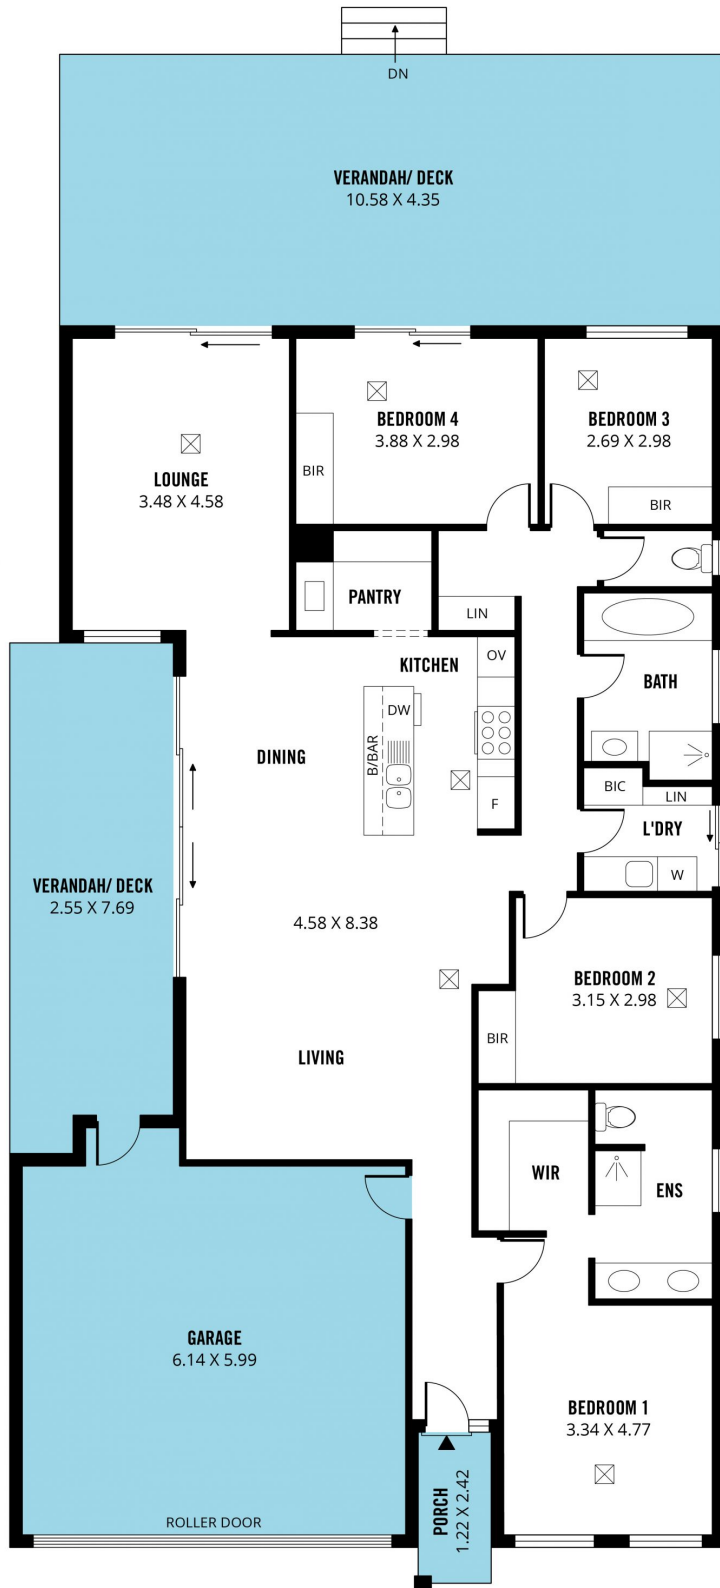 DN
VERANDAH/ DECK
10.58 X 4.35
BEDROOM 4
3.88 X 2.98
BEDROOM 3
2.69 X 2.98
LOUNGE
3.48 X 4.58
BIR
BIR
PANTRY
LIN
KITCHEN
OV
BATH
DW
B/BAR
DINING
F
BIC
LIN
L'DRY
W
VERANDAH/ DECK
2.55 X 7.69
4.58 X 8.38
BEDROOM 2
3.15 X 2.98
BIR
LIVING
WIR
ENS
GARAGE
6.14 X 5.99
BEDROOM 1
3.34 X 4.77
PORCH
1.22 X 2.42
ROLLER DOOR